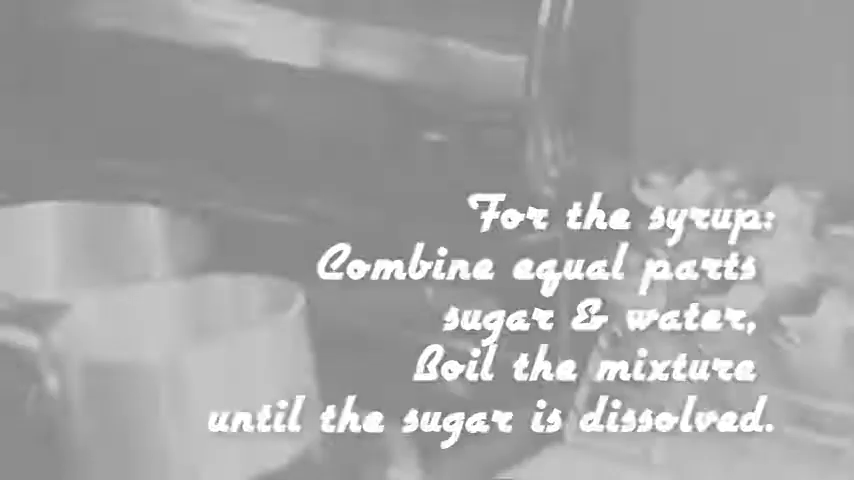 For the syrup:
Combine equal parts
sugar & water,
Boil the mixture
until the sugar is dissolved.